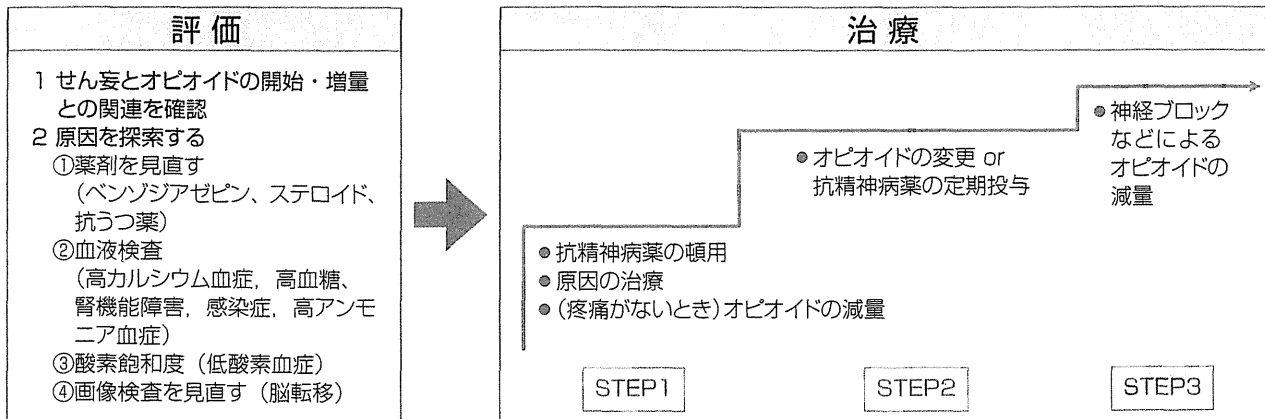 評 価
1 せん妄とオピオイドの開始・増量
との関連を確認
2 原因を探索する
①薬剤を見直す
（ベンゾジアゼピン、ステロイド、
抗うつ薬）
②血液検査
（高カルシウム血症，高血糖、
腎機能障害，感染症，高アンモ
ニア血症）
③酸素飽和度（低酸素血症）
④画像検査を見直す（脳転移）
治 療
●抗精神病薬の頓用
●原因の治療
●(疼痛がないとき)オピオイドの減量
STEP1
●オピオイドの変更 or
抗精神病薬の定期投与
STEP2
●神経ブロック
などによる
オピオイドの
減量
STEP3